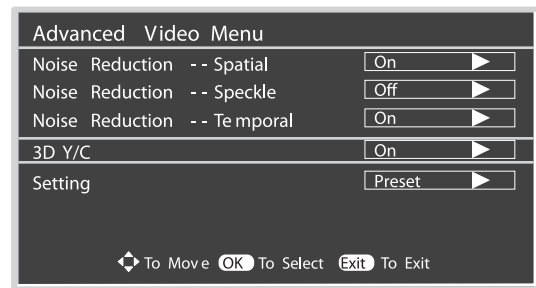 Advanced Video Menu
Noise Reduction -- Spatial On
Noise Reduction -- Speckle Off
Noise Reduction -- Temporal On
3D Y/C On
Setting Preset
To Move OK To Select Exit To Exit